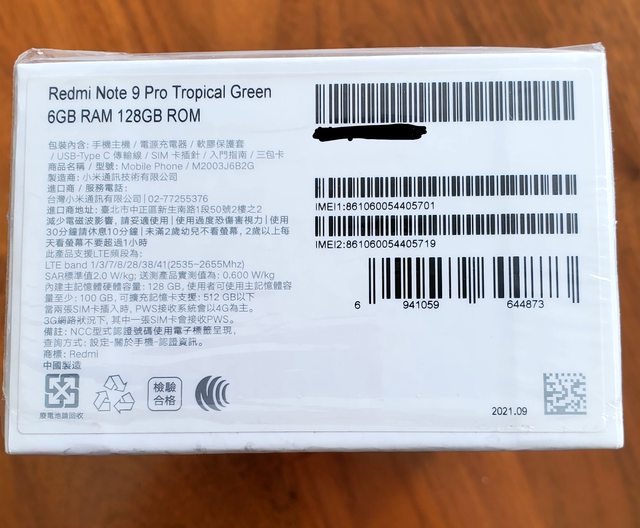 Redmi Note 9 Pro Tropical Green
6GB RAM 128GB ROM
包裝內含: 手機主機 / 電源充電器 / 軟膠保護套
/ USB-Type C 傳輸線 / SIM 卡插針 / 入門指南 / 三包卡
商品名稱 / 型號: Mobile Phone / M2003J6B2G
製造商: 小米通訊技術有限公司
進口商 / 服務電話:
台灣小米通訊有限公司 | 02-77255376
進口商地址: 臺北市中正區新生南路1段50號2樓之2
減少電磁波影響, 請妥適使用 | 使用過度恐傷害視力 | 使用
30分鐘請休息10分鐘 | 未滿2歲幼兒不看螢幕, 2歲以上每
天看螢幕不要超過1小時
此產品支援LTE頻段為:
LTE band 1/3/7/8/28/38/41(2535~2655Mhz)
SAR標準值2.0 W/kg; 送測產品實測值為: 0.600 W/kg
內建主記憶體硬體容量: 128 GB, 使用者可使用主記憶體容
量至少: 100 GB, 可擴充記憶卡支援: 512 GB以下
當兩張SIM卡插入時, PWS接收系統會以4G為主。
3G網路狀況下, 其中一張SIM卡會接收PWS。
備註: NCC型式認證號碼使用電子標籤呈現,
查詢方式: 設定-關於手機-認證資訊。
商標: Redmi
中國製造
廢電池請回收
檢驗
合格
IMEI1:861060054405701
IMEI2:861060054405719
6 941059 644873
2021.09